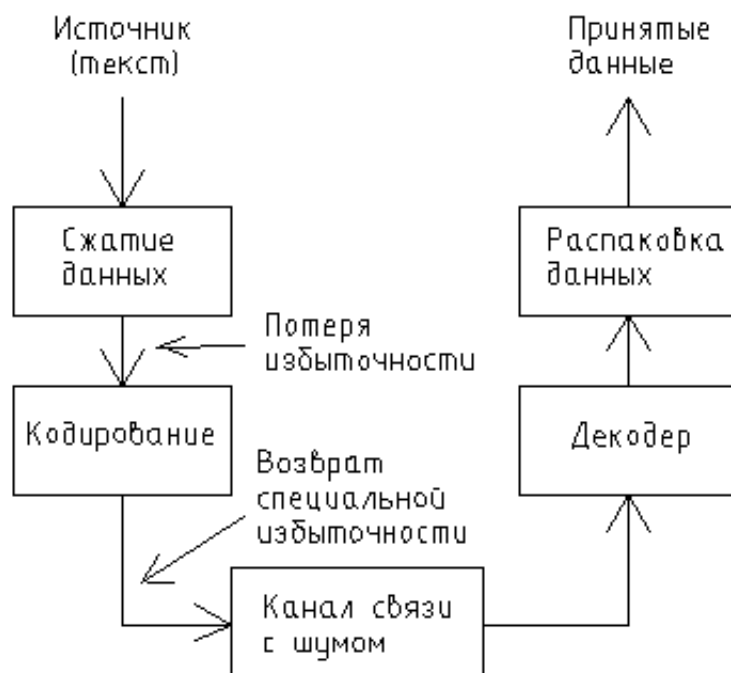 Источник
(текст)
Принятые
данные
Сжатие
данных
Распаковка
данных
Потеря
избыточности
Кодирование
Декодер
Возврат
специальной
избыточности
Канал связи
с шумом